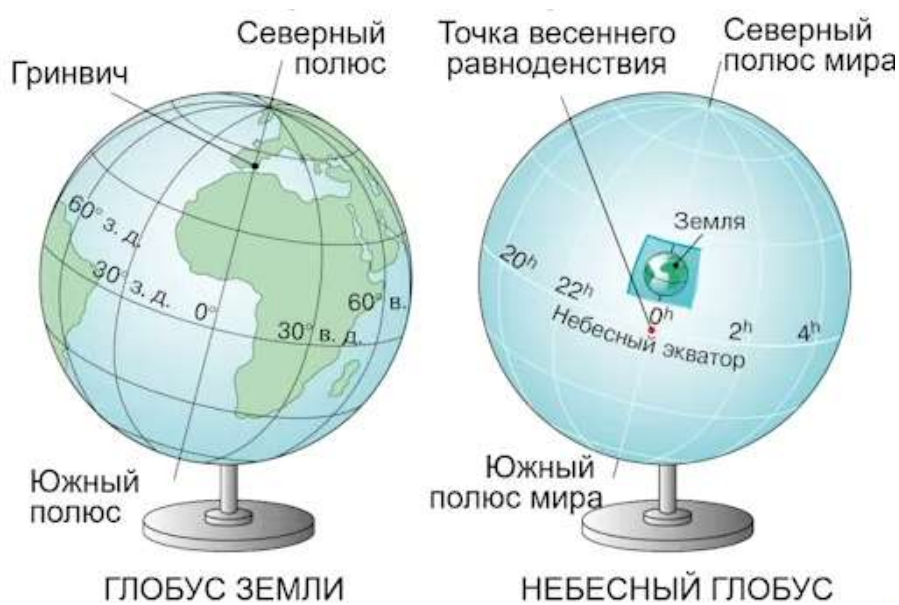 Гринвич
Северный
полюс
60° з. д.
30° з. д.
0°
30° в. д.
60° в.
Южный
полюс
ГЛОБУС ЗЕМЛИ
Точка весеннего
равноденствия
Северный
полюс мира
Земля
20ʰ
22ʰ
0ʰ
2ʰ
4ʰ
Небесный экватор
Южный
полюс мира
НЕБЕСНЫЙ ГЛОБУС